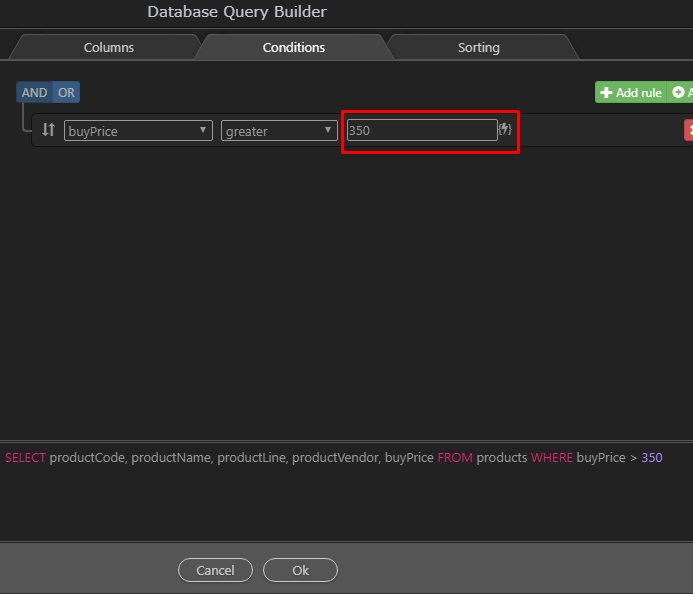 Database Query Builder
Columns Conditions Sorting
AND OR Add rule A
buyPrice greater 350
SELECT productCode, productName, productLine, productVendor, buyPrice FROM products WHERE buyPrice > 350
Cancel Ok